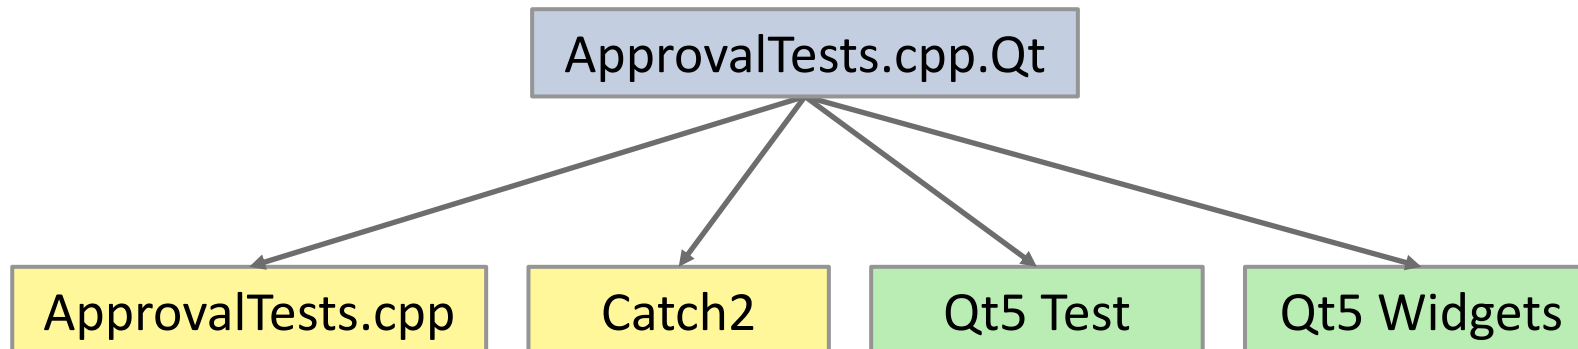 ApprovalTests.cpp.Qt
ApprovalTests.cpp
Catch2
Qt5 Test
Qt5 Widgets